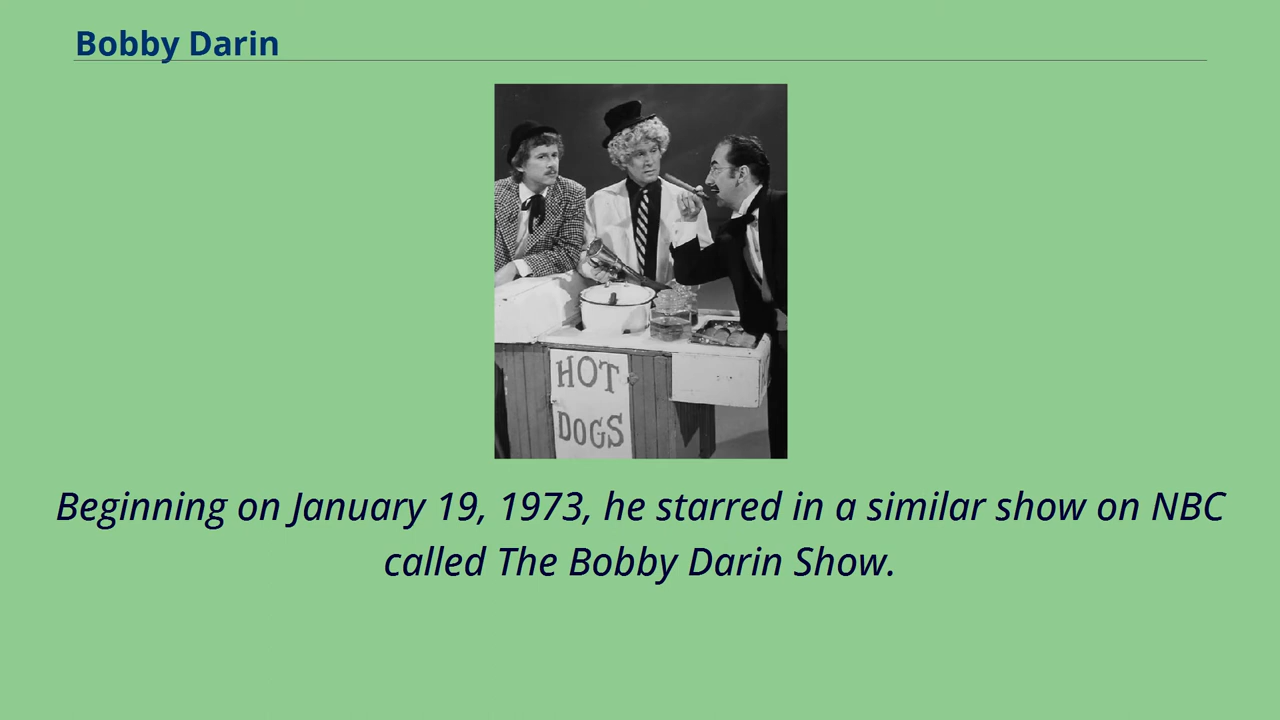 Bobby Darin
HOT
DOGS
Beginning on January 19, 1973, he starred in a similar show on NBC
called The Bobby Darin Show.